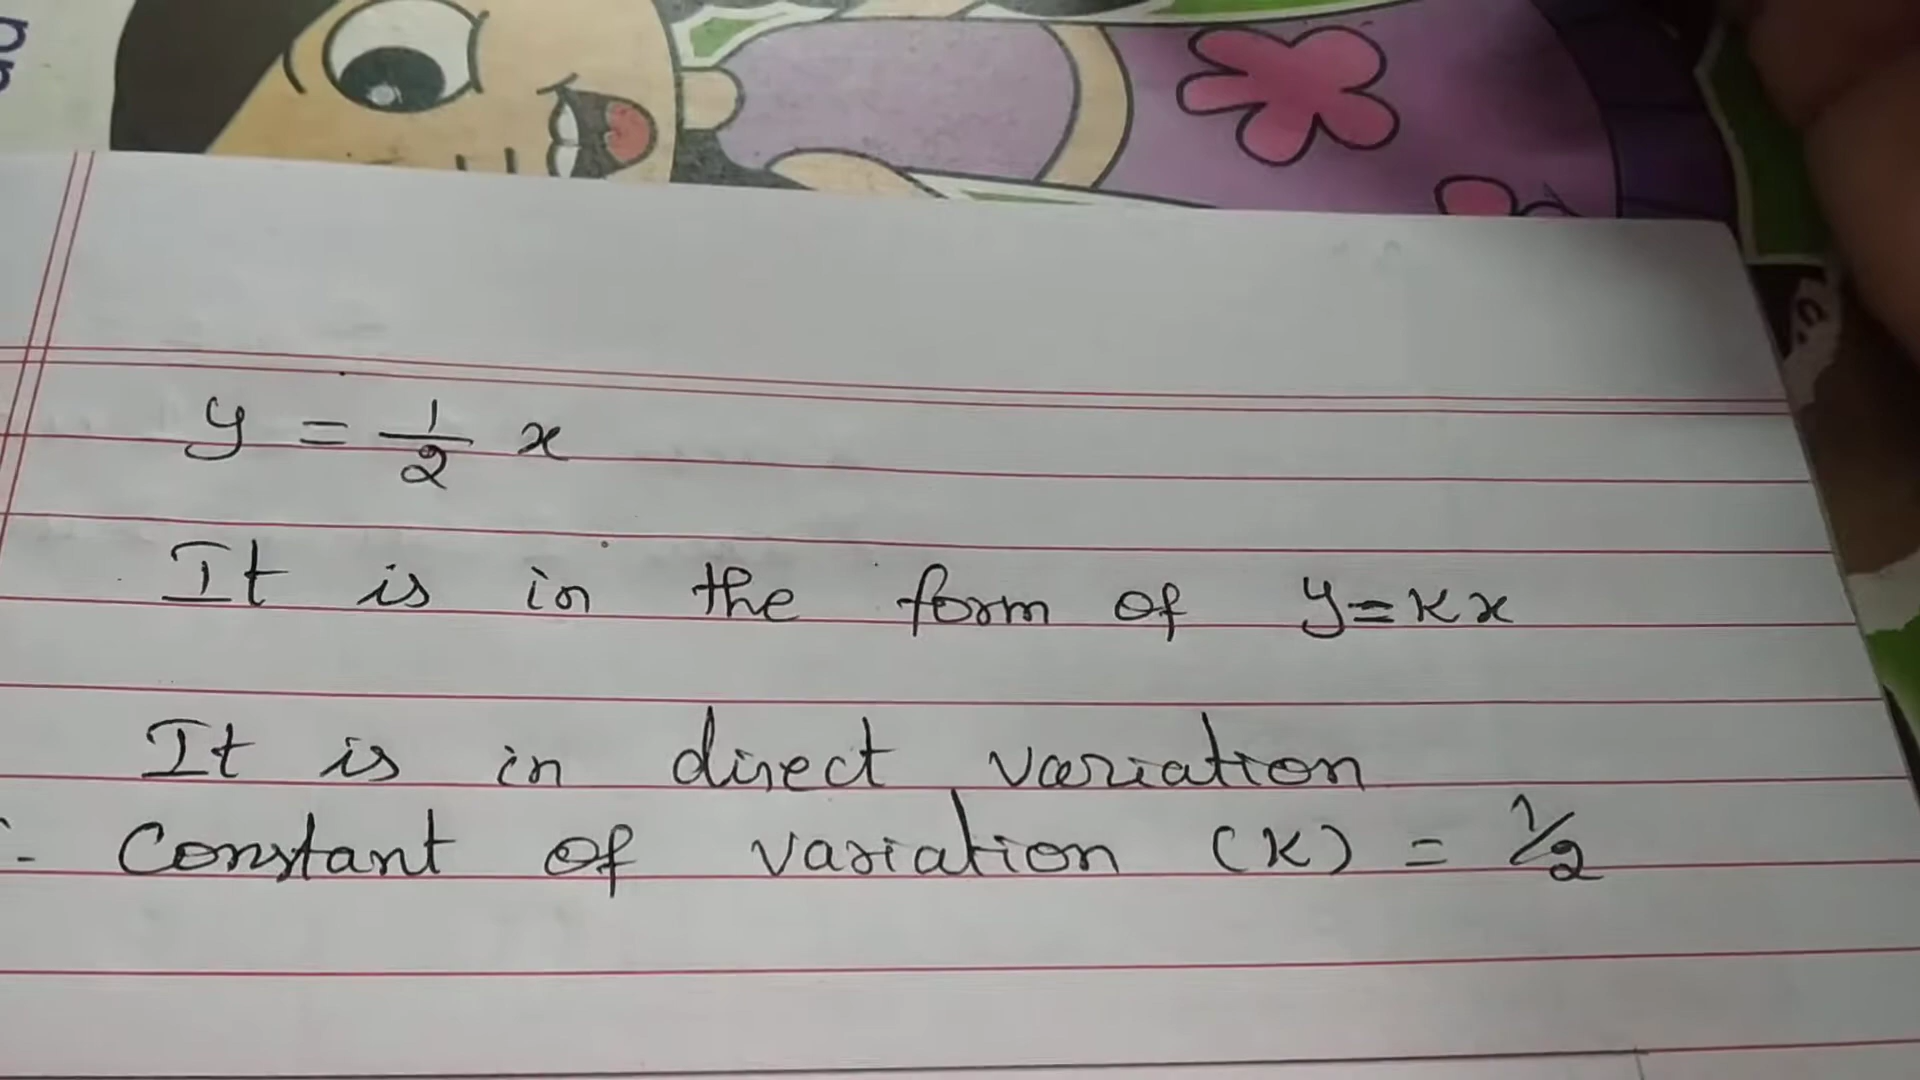 y = 1/2 x
It is in the form of y=kx
It is in direct variation
∴ Constant of variation (k) = 1/2